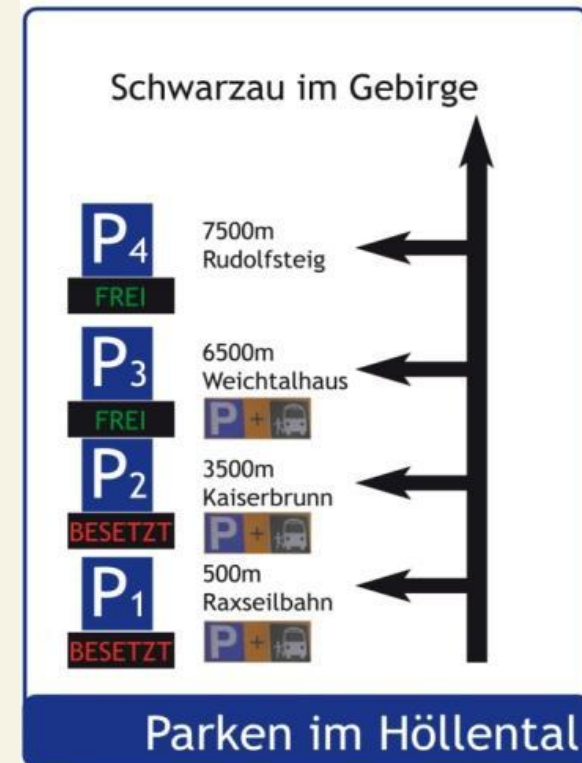 Schwarzau im Gebirge
P4
FREI
7500m
Rudolfsteig
P3
FREI
6500m
Weichtalhaus
P +
P2
BESETZT
3500m
Kaiserbrunn
P +
P1
BESETZT
500m
Raxseilbahn
P +
Parken im Höllental